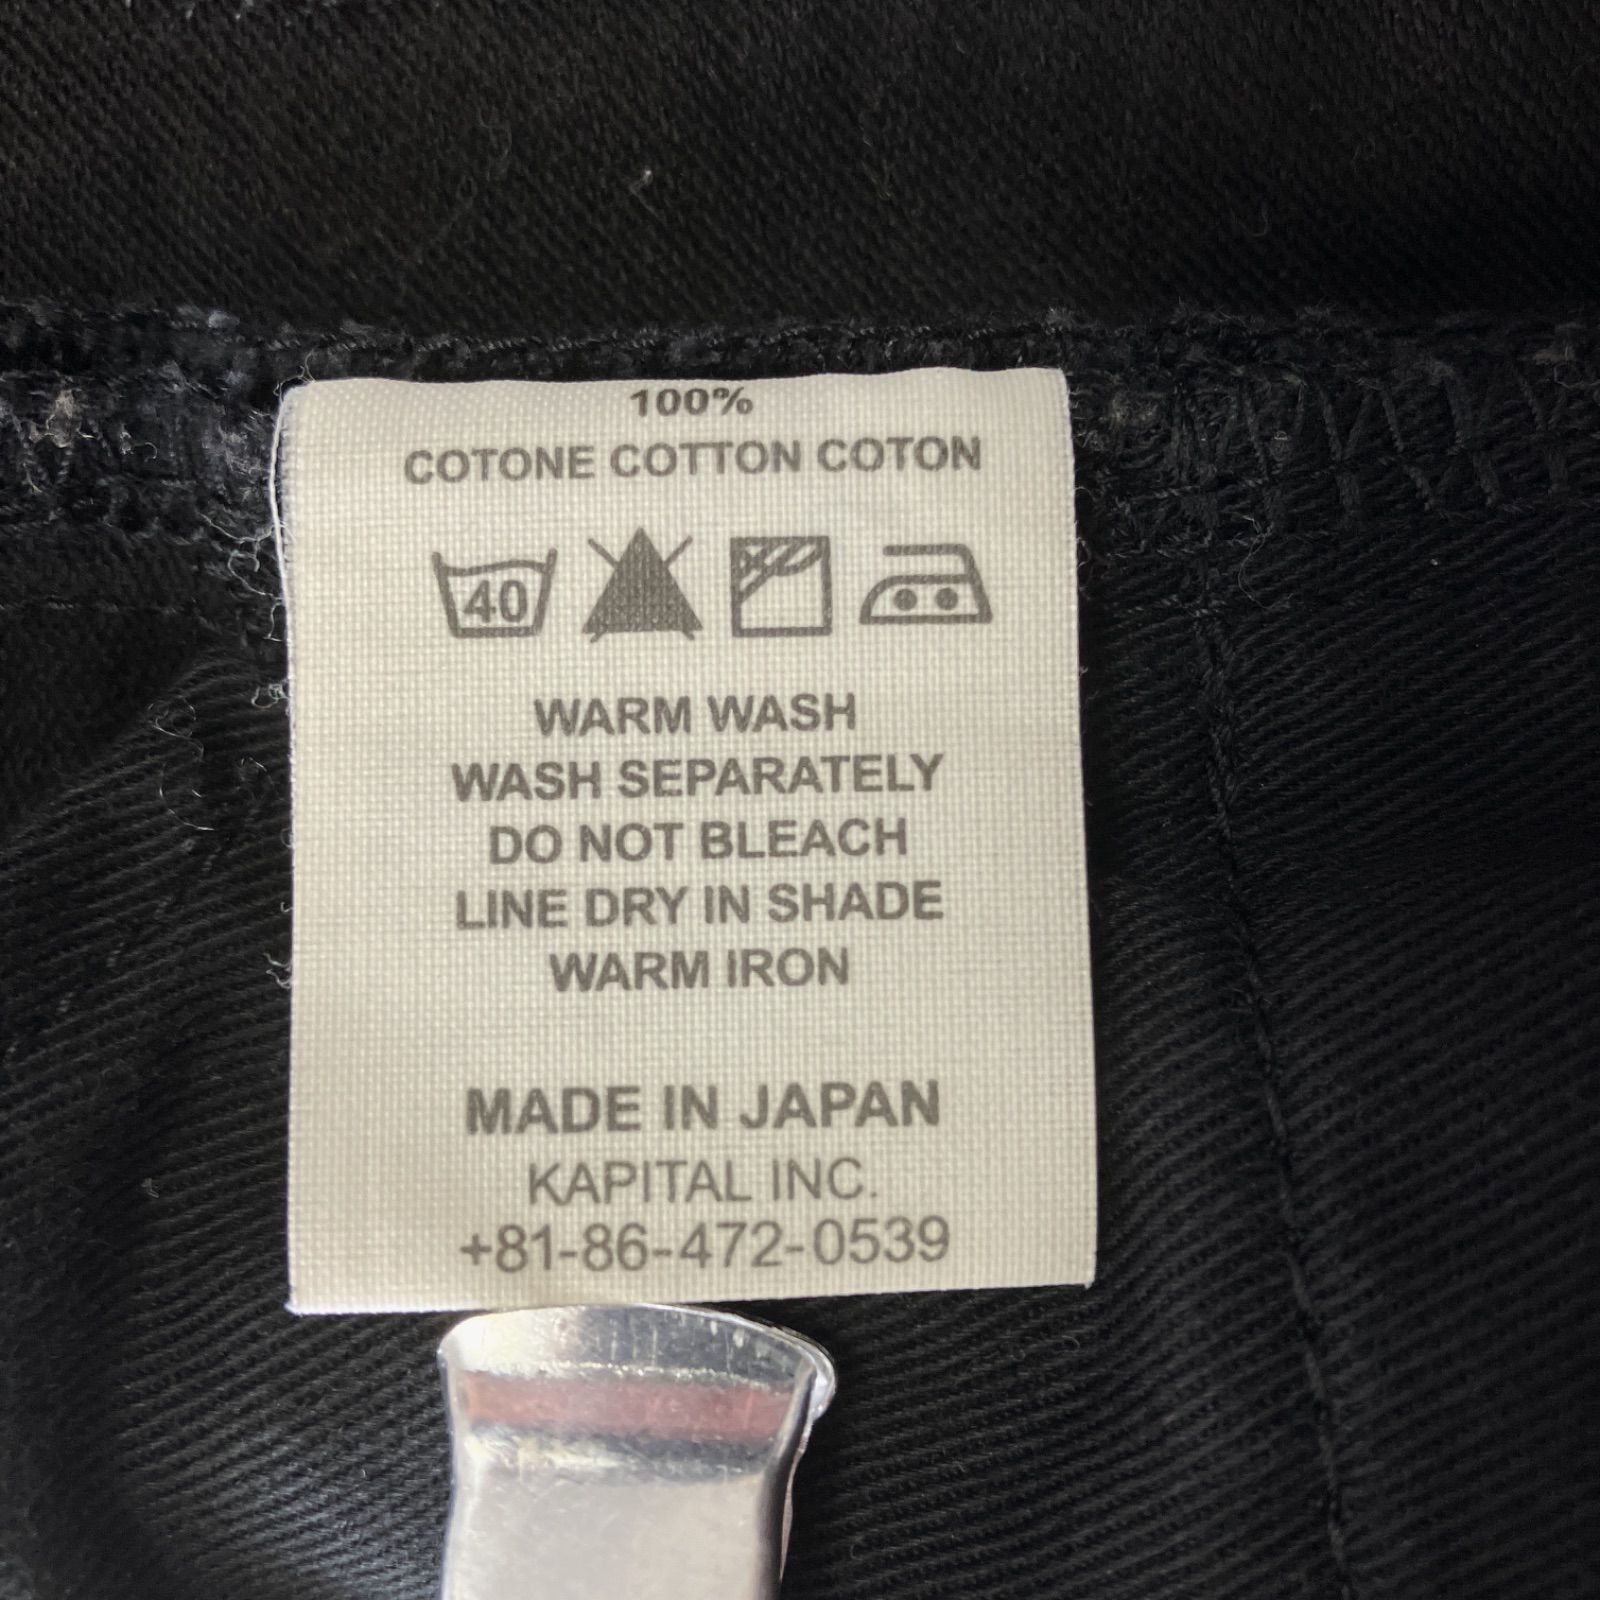 100%
COTONE COTTON COTON
40
WARM WASH
WASH SEPARATELY
DO NOT BLEACH
LINE DRY IN SHADE
WARM IRON
MADE IN JAPAN
KAPITAL INC.
+81-86-472-0539